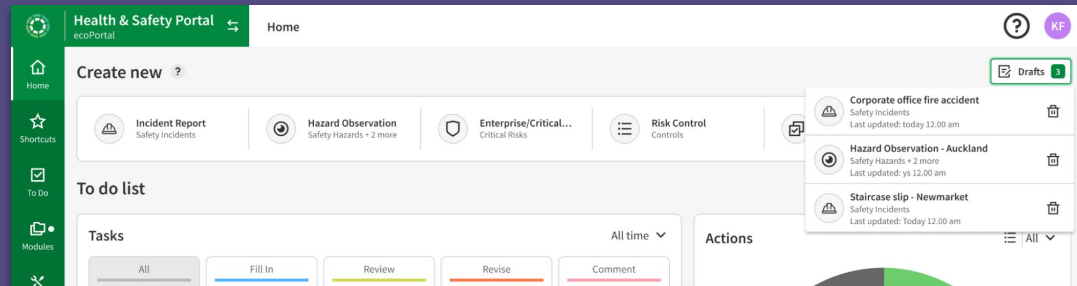 Health & Safety Portal
ecoPortal
Home
?
KF
Home
Shortcuts
To Do
Modules
Create new ?
Drafts 3
Incident Report
Safety Incidents
Hazard Observation
Safety Hazards + 2 more
Enterprise/Critical...
Critical Risks
Risk Control
Controls
Corporate office fire accident
Safety Incidents
Last updated: today 12.00 am
Hazard Observation - Auckland
Safety Hazards + 2 more
Last updated: ys 12.00 am
Staircase slip - Newmarket
Safety Incidents
Last updated: Today 12.00 am
To do list
Tasks
All time
All
Fill In
Review
Revise
Comment
Actions
All